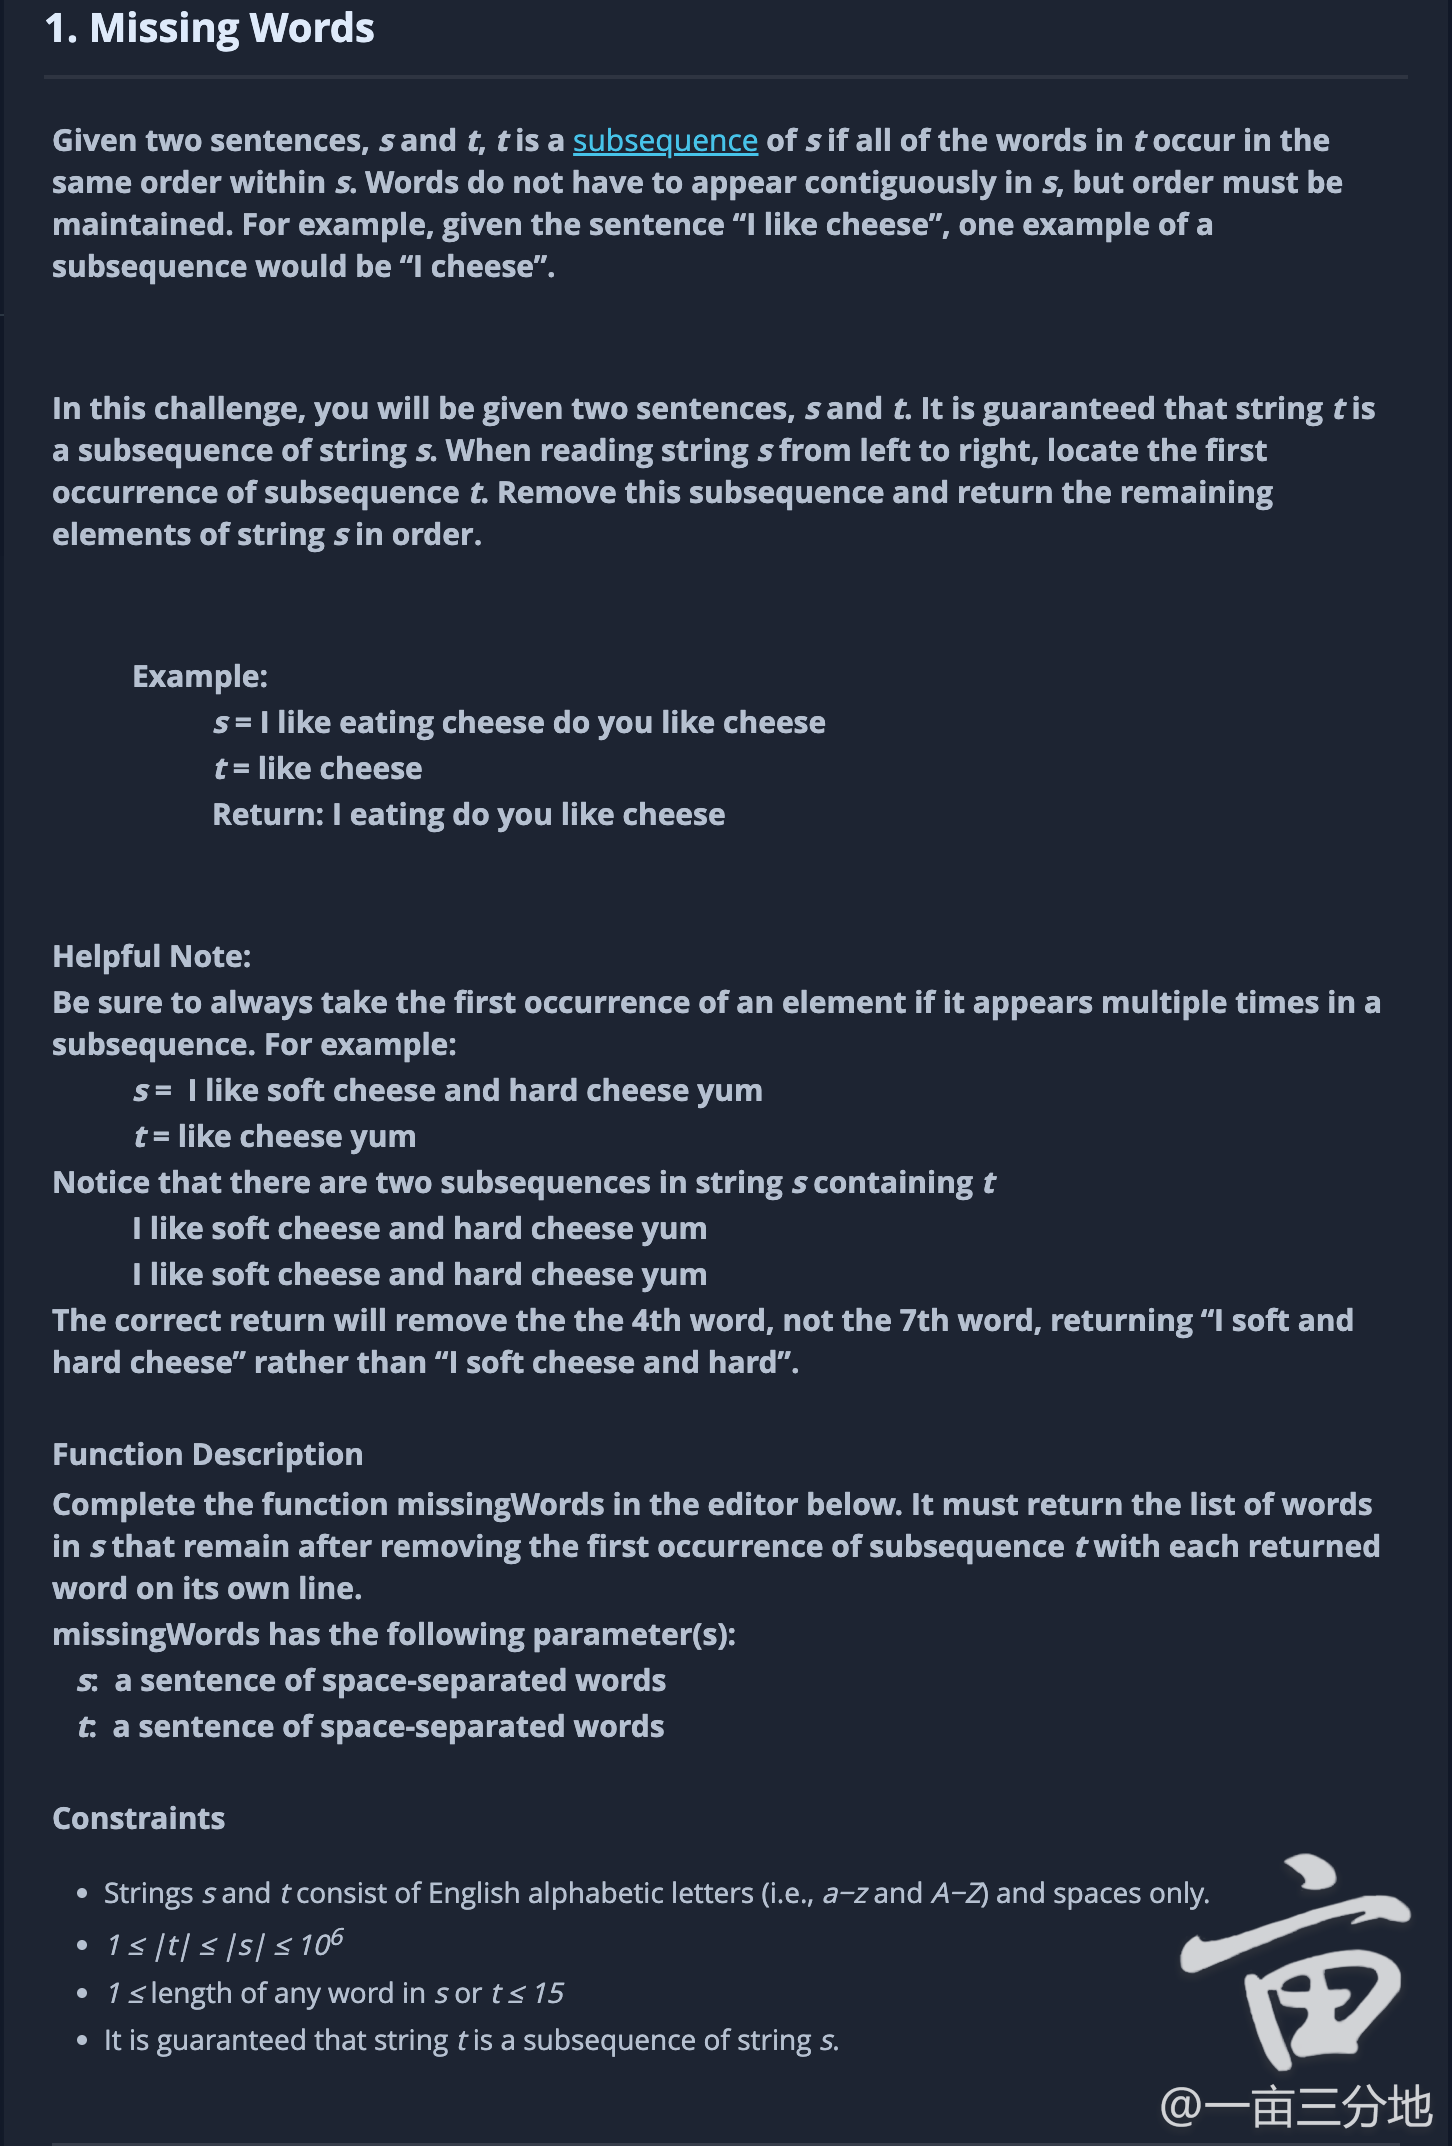 1. Missing Words
Given two sentences, s and t, t is a subsequence of s if all of the words in t occur in the
same order within s. Words do not have to appear contiguously in s, but order must be
maintained. For example, given the sentence “I like cheese”, one example of a
subsequence would be “I cheese”.
In this challenge, you will be given two sentences, s and t. It is guaranteed that string t is
a subsequence of string s. When reading string s from left to right, locate the first
occurrence of subsequence t. Remove this subsequence and return the remaining
elements of string s in order.
Example:
s = I like eating cheese do you like cheese
t = like cheese
Return: I eating do you like cheese
Helpful Note:
Be sure to always take the first occurrence of an element if it appears multiple times in a
subsequence. For example:
s = I like soft cheese and hard cheese yum
t = like cheese yum
Notice that there are two subsequences in string s containing t
I like soft cheese and hard cheese yum
I like soft cheese and hard cheese yum
The correct return will remove the the 4th word, not the 7th word, returning “I soft and
hard cheese” rather than “I soft cheese and hard”.
Function Description
Complete the function missingWords in the editor below. It must return the list of words
in s that remain after removing the first occurrence of subsequence t with each returned
word on its own line.
missingWords has the following parameter(s):
s: a sentence of space-separated words
t: a sentence of space-separated words
Constraints
• Strings s and t consist of English alphabetic letters (i.e., a–z and A–Z) and spaces only.
• 1 ≤ |t| ≤ |s| ≤ 10⁶
• 1 ≤ length of any word in s or t ≤ 15
• It is guaranteed that string t is a subsequence of string s.
亩
@一亩三分地